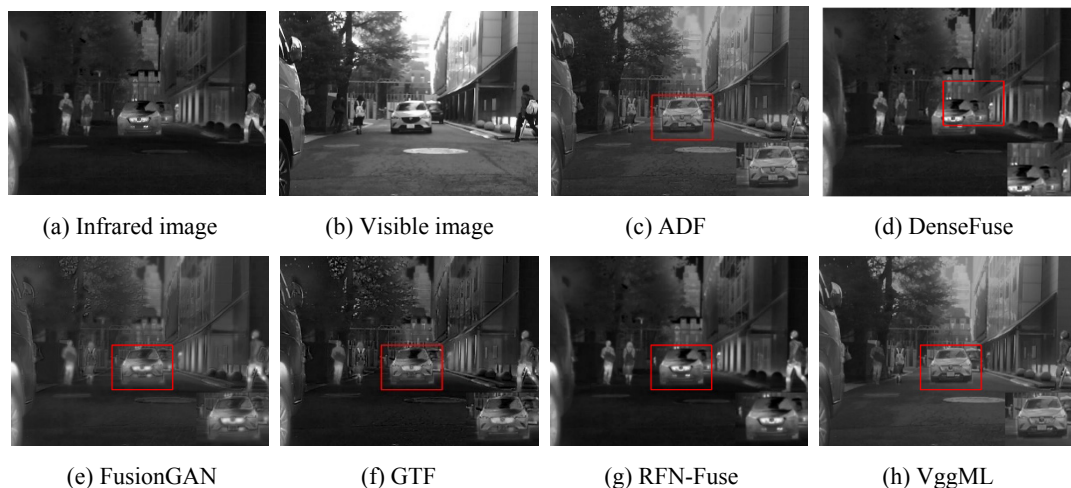 (a) Infrared image (b) Visible image (c) ADF (d) DenseFuse
(e) FusionGAN (f) GTF (g) RFN-Fuse (h) VggML